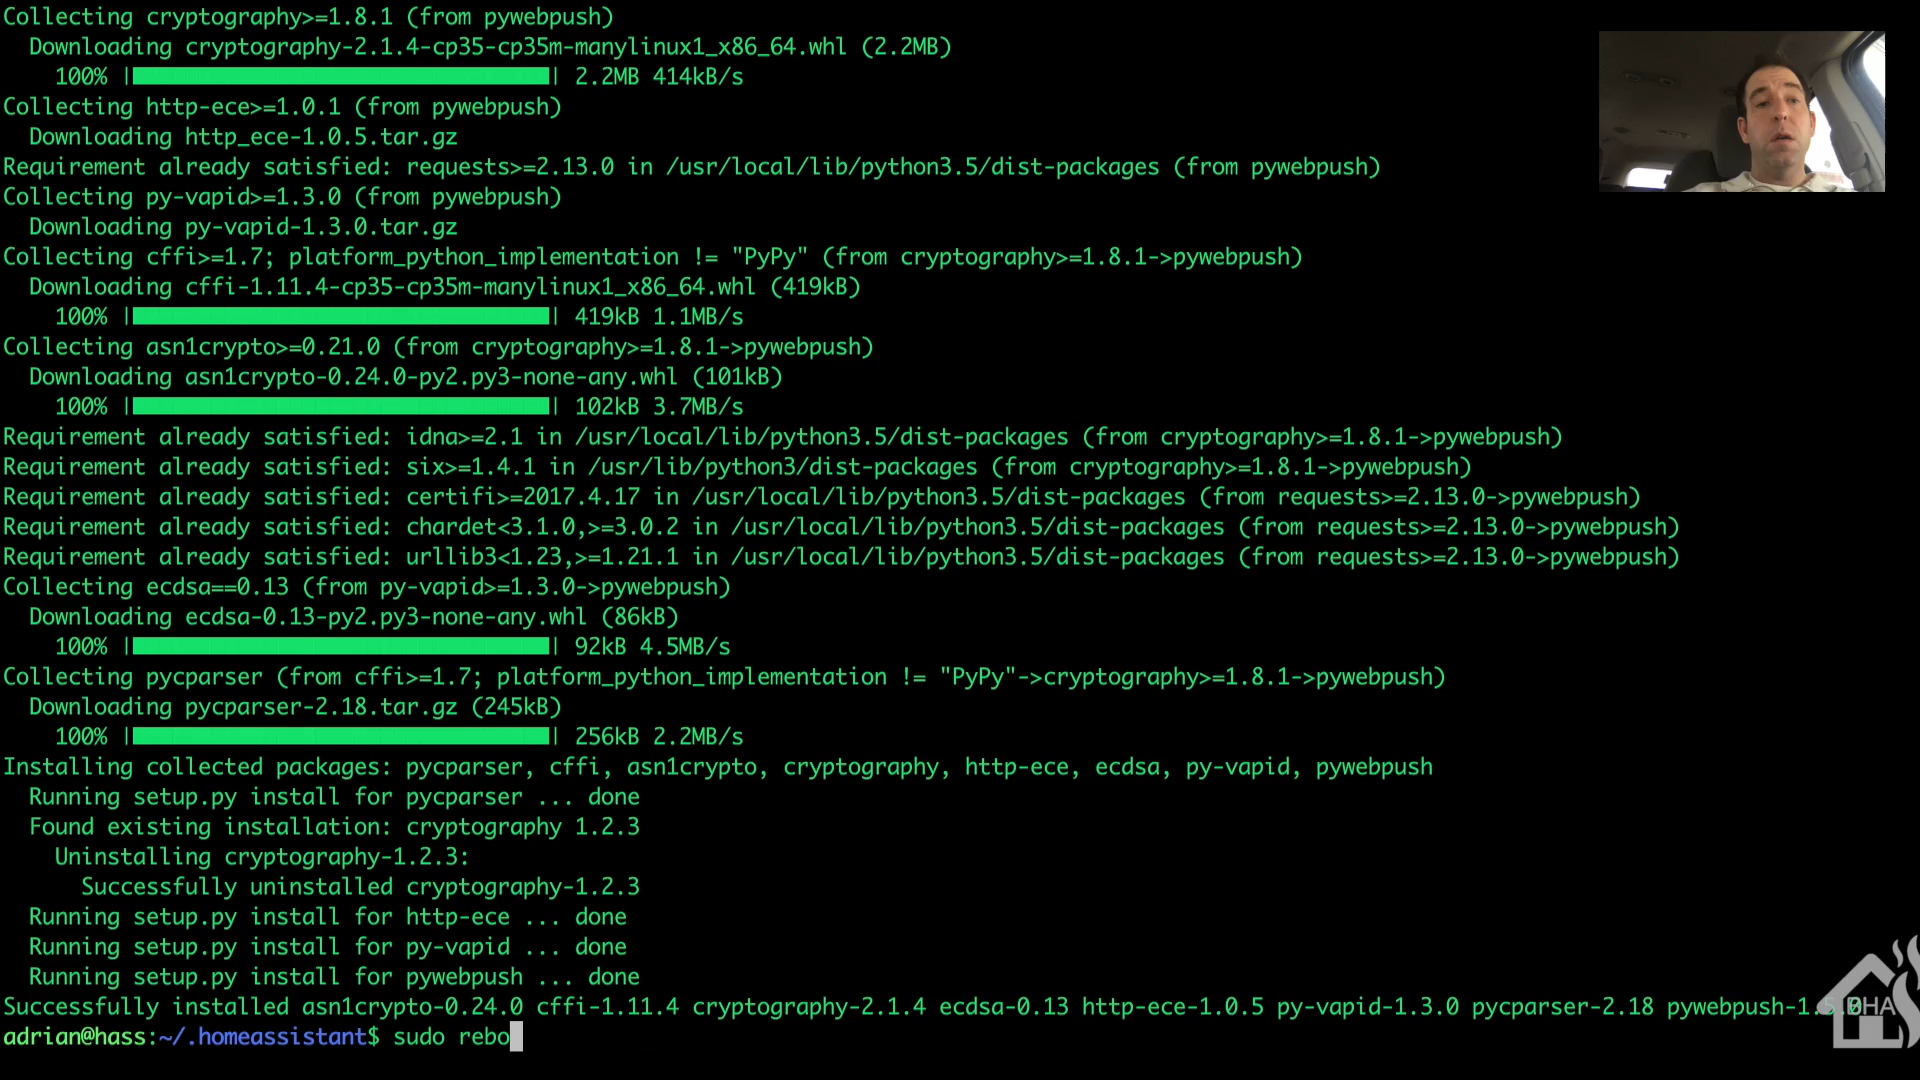 Collecting cryptography>=1.8.1 (from pywebpush)
Downloading cryptography-2.1.4-cp35-cp35m-manylinux1_x86_64.whl (2.2MB)
100% || 2.2MB 414kB/s
Collecting http-ece>=1.0.1 (from pywebpush)
Downloading http_ece-1.0.5.tar.gz
Requirement already satisfied: requests>=2.13.0 in /usr/local/lib/python3.5/dist-packages (from pywebpush)
Collecting py-vapid>=1.3.0 (from pywebpush)
Downloading py-vapid-1.3.0.tar.gz
Collecting cffi>=1.7; platform_python_implementation != "PyPy" (from cryptography>=1.8.1->pywebpush)
Downloading cffi-1.11.4-cp35-cp35m-manylinux1_x86_64.whl (419kB)
100% || 419kB 1.1MB/s
Collecting asn1crypto>=0.21.0 (from cryptography>=1.8.1->pywebpush)
Downloading asn1crypto-0.24.0-py2.py3-none-any.whl (101kB)
100% || 102kB 3.7MB/s
Requirement already satisfied: idna>=2.1 in /usr/local/lib/python3.5/dist-packages (from cryptography>=1.8.1->pywebpush)
Requirement already satisfied: six>=1.4.1 in /usr/lib/python3/dist-packages (from cryptography>=1.8.1->pywebpush)
Requirement already satisfied: certifi>=2017.4.17 in /usr/local/lib/python3.5/dist-packages (from requests>=2.13.0->pywebpush)
Requirement already satisfied: chardet<3.1.0,>=3.0.2 in /usr/local/lib/python3.5/dist-packages (from requests>=2.13.0->pywebpush)
Requirement already satisfied: urllib3<1.23,>=1.21.1 in /usr/local/lib/python3.5/dist-packages (from requests>=2.13.0->pywebpush)
Collecting ecdsa==0.13 (from py-vapid>=1.3.0->pywebpush)
Downloading ecdsa-0.13-py2.py3-none-any.whl (86kB)
100% || 92kB 4.5MB/s
Collecting pycparser (from cffi>=1.7; platform_python_implementation != "PyPy"->cryptography>=1.8.1->pywebpush)
Downloading pycparser-2.18.tar.gz (245kB)
100% || 256kB 2.2MB/s
Installing collected packages: pycparser, cffi, asn1crypto, cryptography, http-ece, ecdsa, py-vapid, pywebpush
Running setup.py install for pycparser ... done
Found existing installation: cryptography 1.2.3
Uninstalling cryptography-1.2.3:
Successfully uninstalled cryptography-1.2.3
Running setup.py install for http-ece ... done
Running setup.py install for py-vapid ... done
Running setup.py install for pywebpush ... done
Successfully installed asn1crypto-0.24.0 cffi-1.11.4 cryptography-2.1.4 ecdsa-0.13 http-ece-1.0.5 py-vapid-1.3.0 pycparser-2.18 pywebpush-1.5.0
BHA
adrian@hass:~/.homeassistant$ sudo rebo